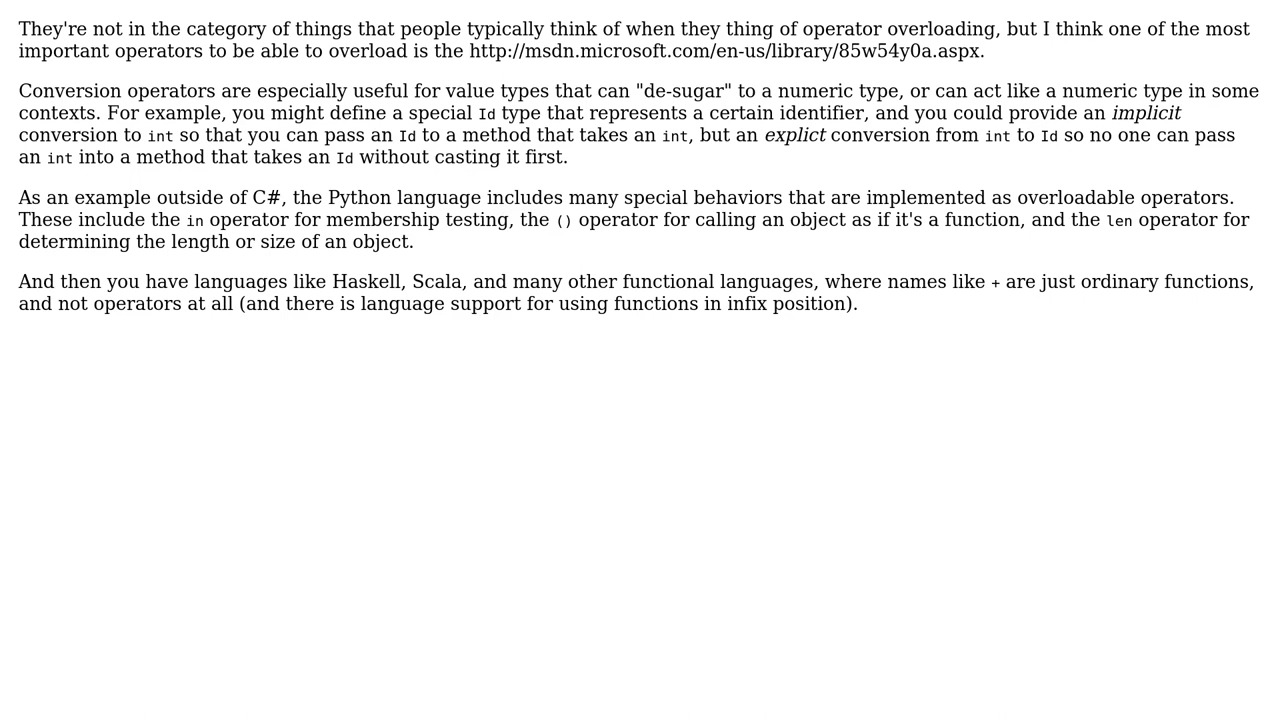 They're not in the category of things that people typically think of when they thing of operator overloading, but I think one of the most
important operators to be able to overload is the http://msdn.microsoft.com/en-us/library/85w54y0a.aspx.
Conversion operators are especially useful for value types that can "de-sugar" to a numeric type, or can act like a numeric type in some
contexts. For example, you might define a special Id type that represents a certain identifier, and you could provide an implicit
conversion to int so that you can pass an Id to a method that takes an int, but an explict conversion from int to Id so no one can pass
an int into a method that takes an Id without casting it first.
As an example outside of C#, the Python language includes many special behaviors that are implemented as overloadable operators.
These include the in operator for membership testing, the () operator for calling an object as if it's a function, and the len operator for
determining the length or size of an object.
And then you have languages like Haskell, Scala, and many other functional languages, where names like + are just ordinary functions,
and not operators at all (and there is language support for using functions in infix position).